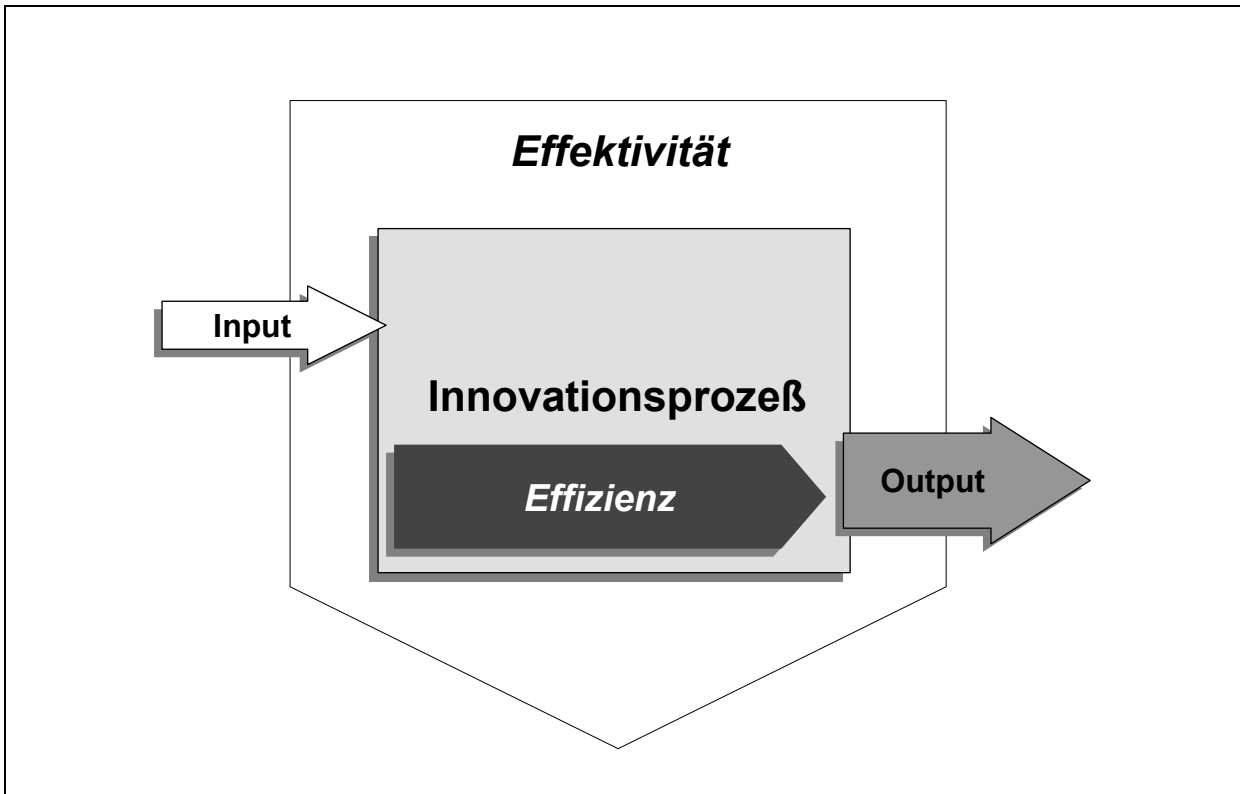 Effektivität
Input
Innovationsprozeß
Effizienz
Output